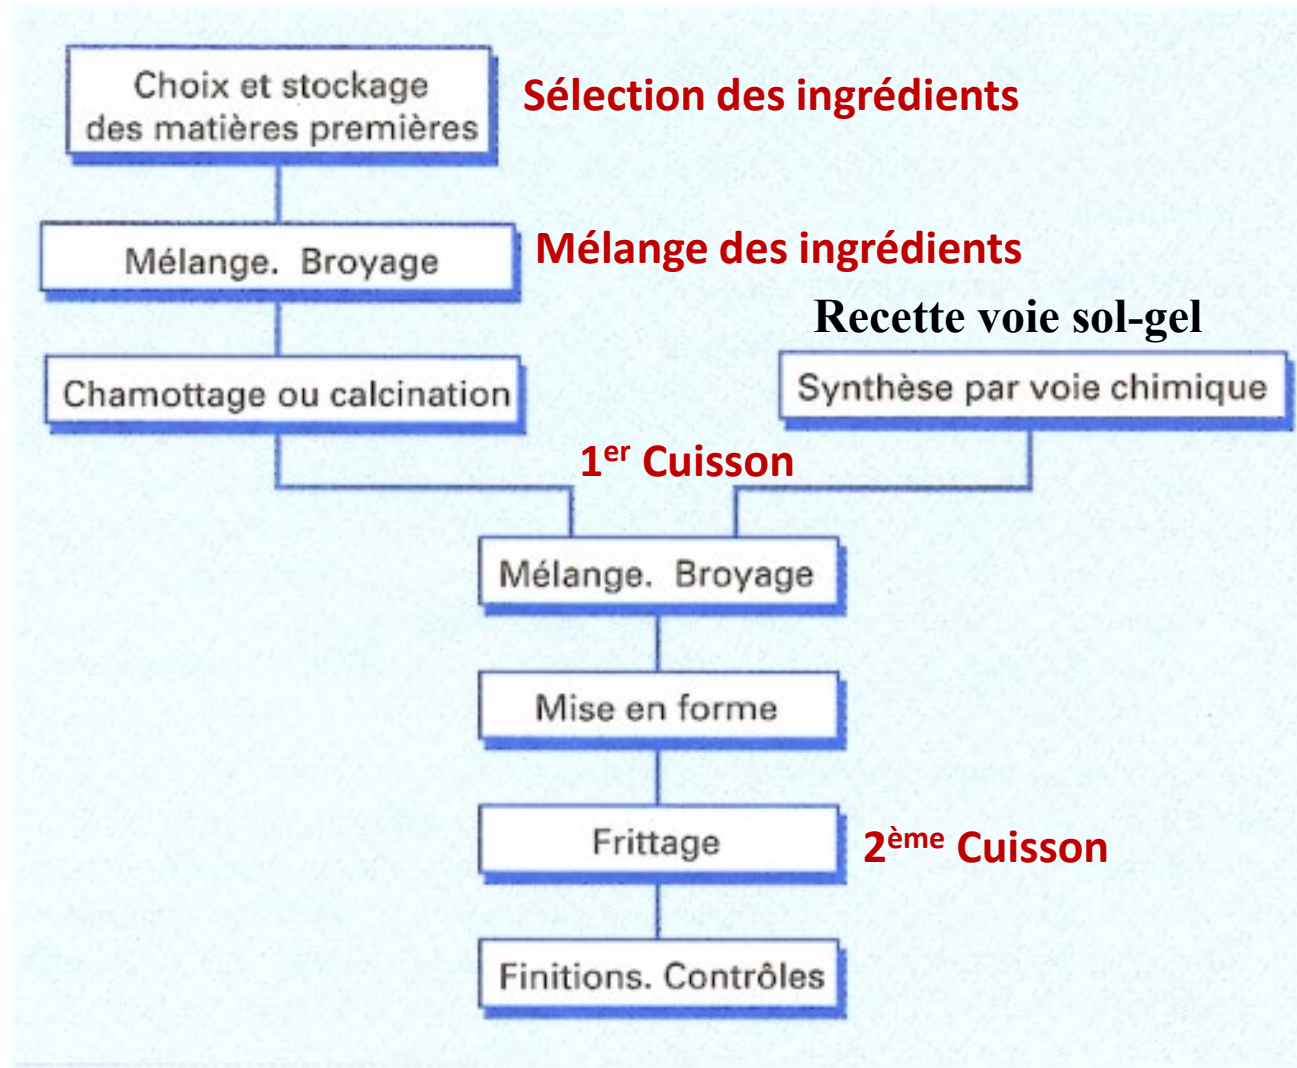 Choix et stockage
des matières premières
Sélection des ingrédients
Mélange. Broyage
Mélange des ingrédients
Recette voie sol-gel
Chamottage ou calcination
Synthèse par voie chimique
1er Cuisson
Mélange. Broyage
Mise en forme
Frittage
2ème Cuisson
Finitions. Contrôles